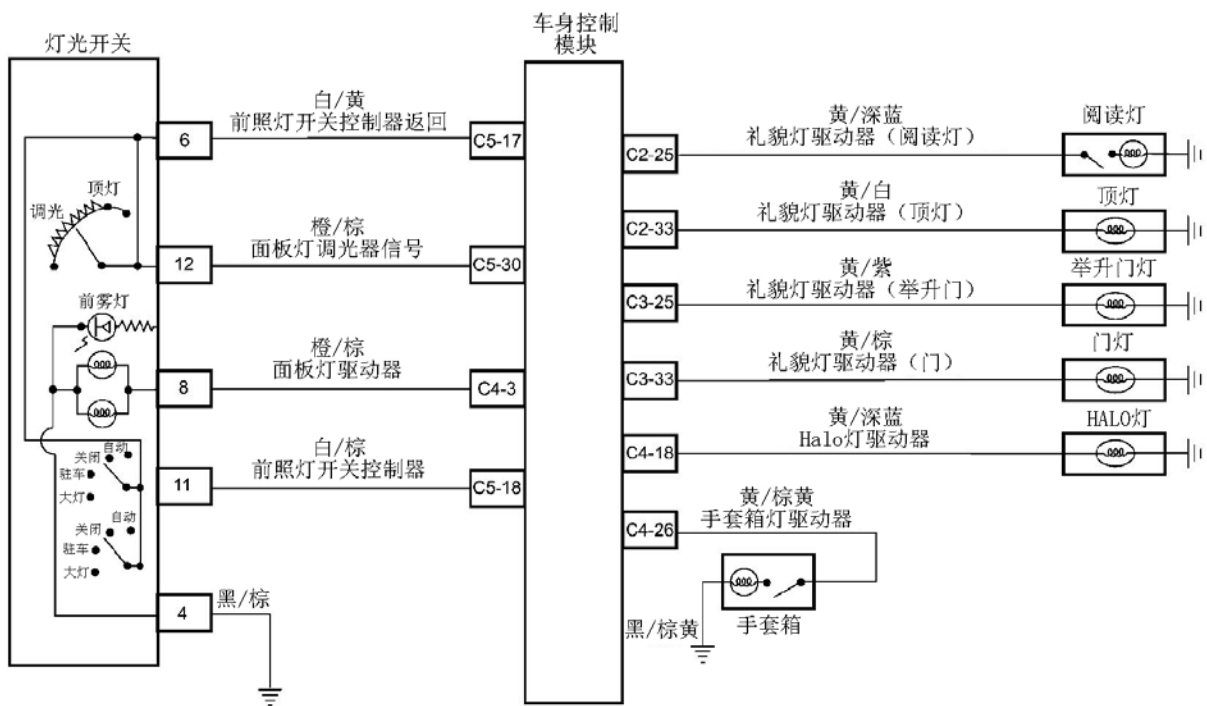 车身控制
模块
灯光开关
白/黄
前照灯开关控制器返回
6
C5-17
顶灯
调光
橙/棕
面板灯调光器信号
12
C5-30
前雾灯
橙/棕
面板灯驱动器
8
C4-3
白/棕
前照灯开关控制器
11
C5-18
自动
关闭
驻车
大灯
自动
关闭
驻车
大灯
4
黑/棕
黄/深蓝
礼貌灯驱动器（阅读灯）
C2-25
阅读灯
黄/白
礼貌灯驱动器（顶灯）
C2-33
顶灯
黄/紫
礼貌灯驱动器（举升门）
C3-25
举升门灯
黄/棕
礼貌灯驱动器（门）
C3-33
门灯
黄/深蓝
Halo灯驱动器
C4-18
HALO灯
黄/棕黄
手套箱灯驱动器
C4-26
黑/棕黄
手套箱